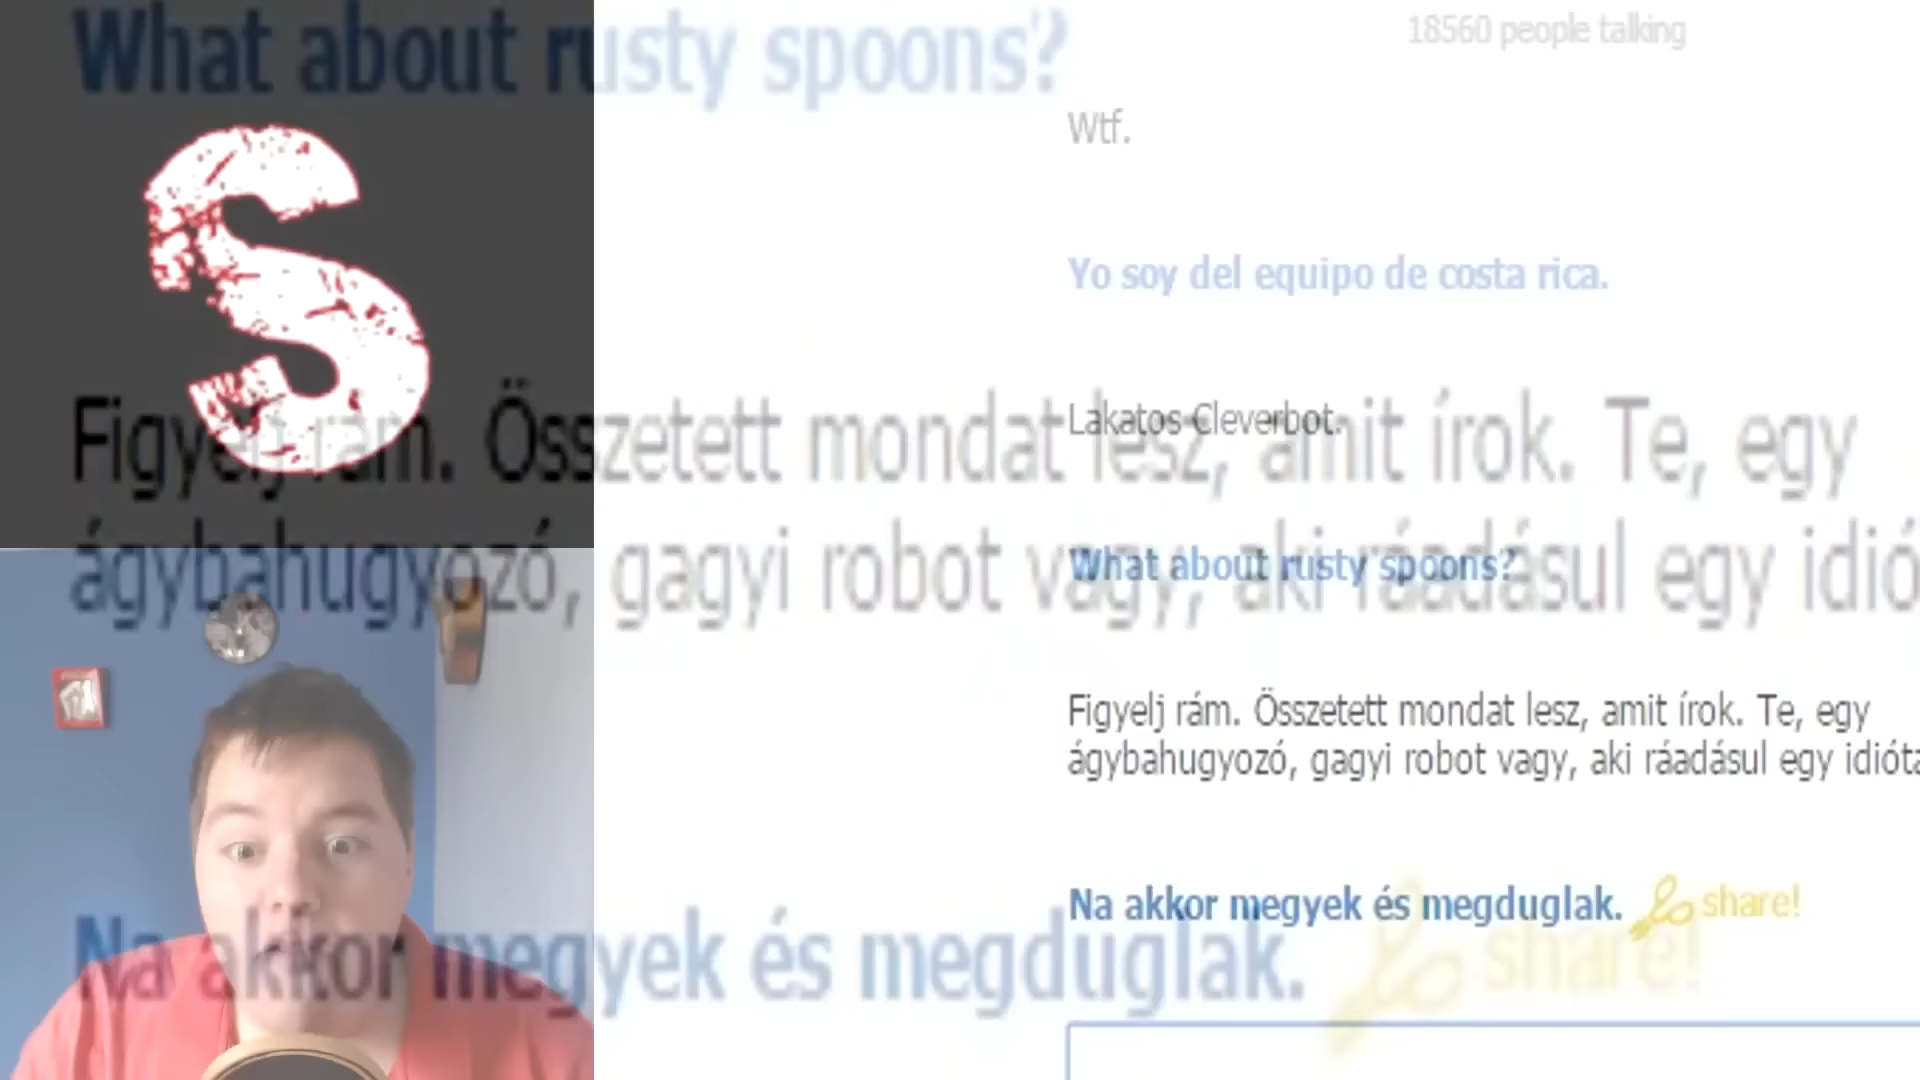 What about rusty spoons?
S
Figyelj rám. Összetett mondat lesz, amit írok. Te, egy
ágybahugyozó, gagyi robot vagy, aki ráadásul egy
Na akkor megyek és megduglak.
share!
18560 people talking
Wtf.
Yo soy del equipo de costa rica.
Lakatos Cleverbot.
What about rusty spoons?
Figyelj rám. Összetett mondat lesz, amit írok. Te, egy
ágybahugyozó, gagyi robot vagy, aki ráadásul egy
Na akkor megyek és megduglak.
share!